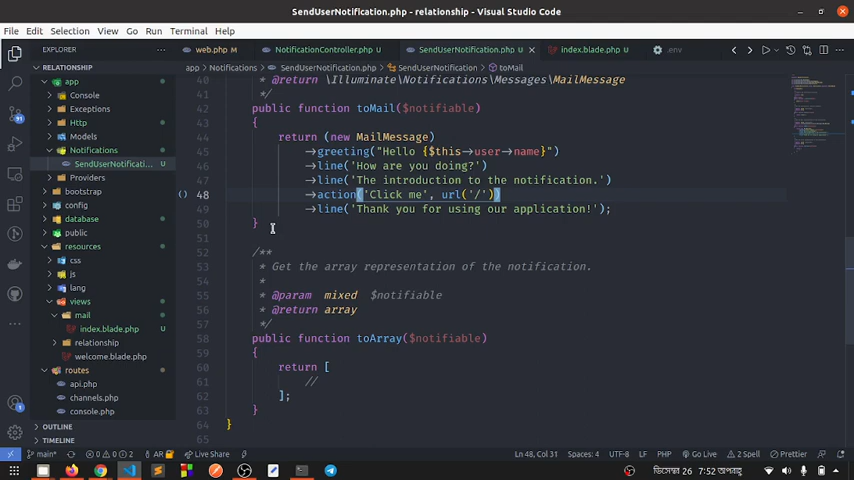 SendUserNotification.php - relationship - Visual Studio Code
File Edit Selection View Go Run Terminal Help
EXPLORER
web.php M
NotificationController.php U
SendUserNotification.php U
index.blade.php U
.env
RELATIONSHIP
app > Notifications > SendUserNotification.php > SendUserNotification > toMail
app
Console
Exceptions
Http
Models
Notifications
SendUserNotificati... U
Providers
bootstrap
config
database
public
resources
css
js
lang
views
mail
index.blade.php U
relationship
welcome.blade.php
routes
api.php
channels.php
console.php
OUTLINE
TIMELINE
40 * @return \Illuminate\Notifications\Messages\MailMessage
41 */
42 public function toMail($notifiable)
43 {
44 return (new MailMessage)
45 ->greeting("Hello {$this->user->name}")
46 ->line('How are you doing?')
47 ->line('The introduction to the notification.')
48 ->action('Click me', url('/'))
49 ->line('Thank you for using our application!');
50 }
51
52 /**
53 * Get the array representation of the notification.
54 *
55 * @param mixed $notifiable
56 * @return array
57 */
58 public function toArray($notifiable)
59 {
60 return [
61 //
62 ];
63 }
64 }
65
main* 0 0 2 AR Live Share Ln 48, Col 31 Spaces: 4 UTF-8 LF PHP Go Live Prettier
ডিসেম্বর 26 7:52 অপরাহ্ণ